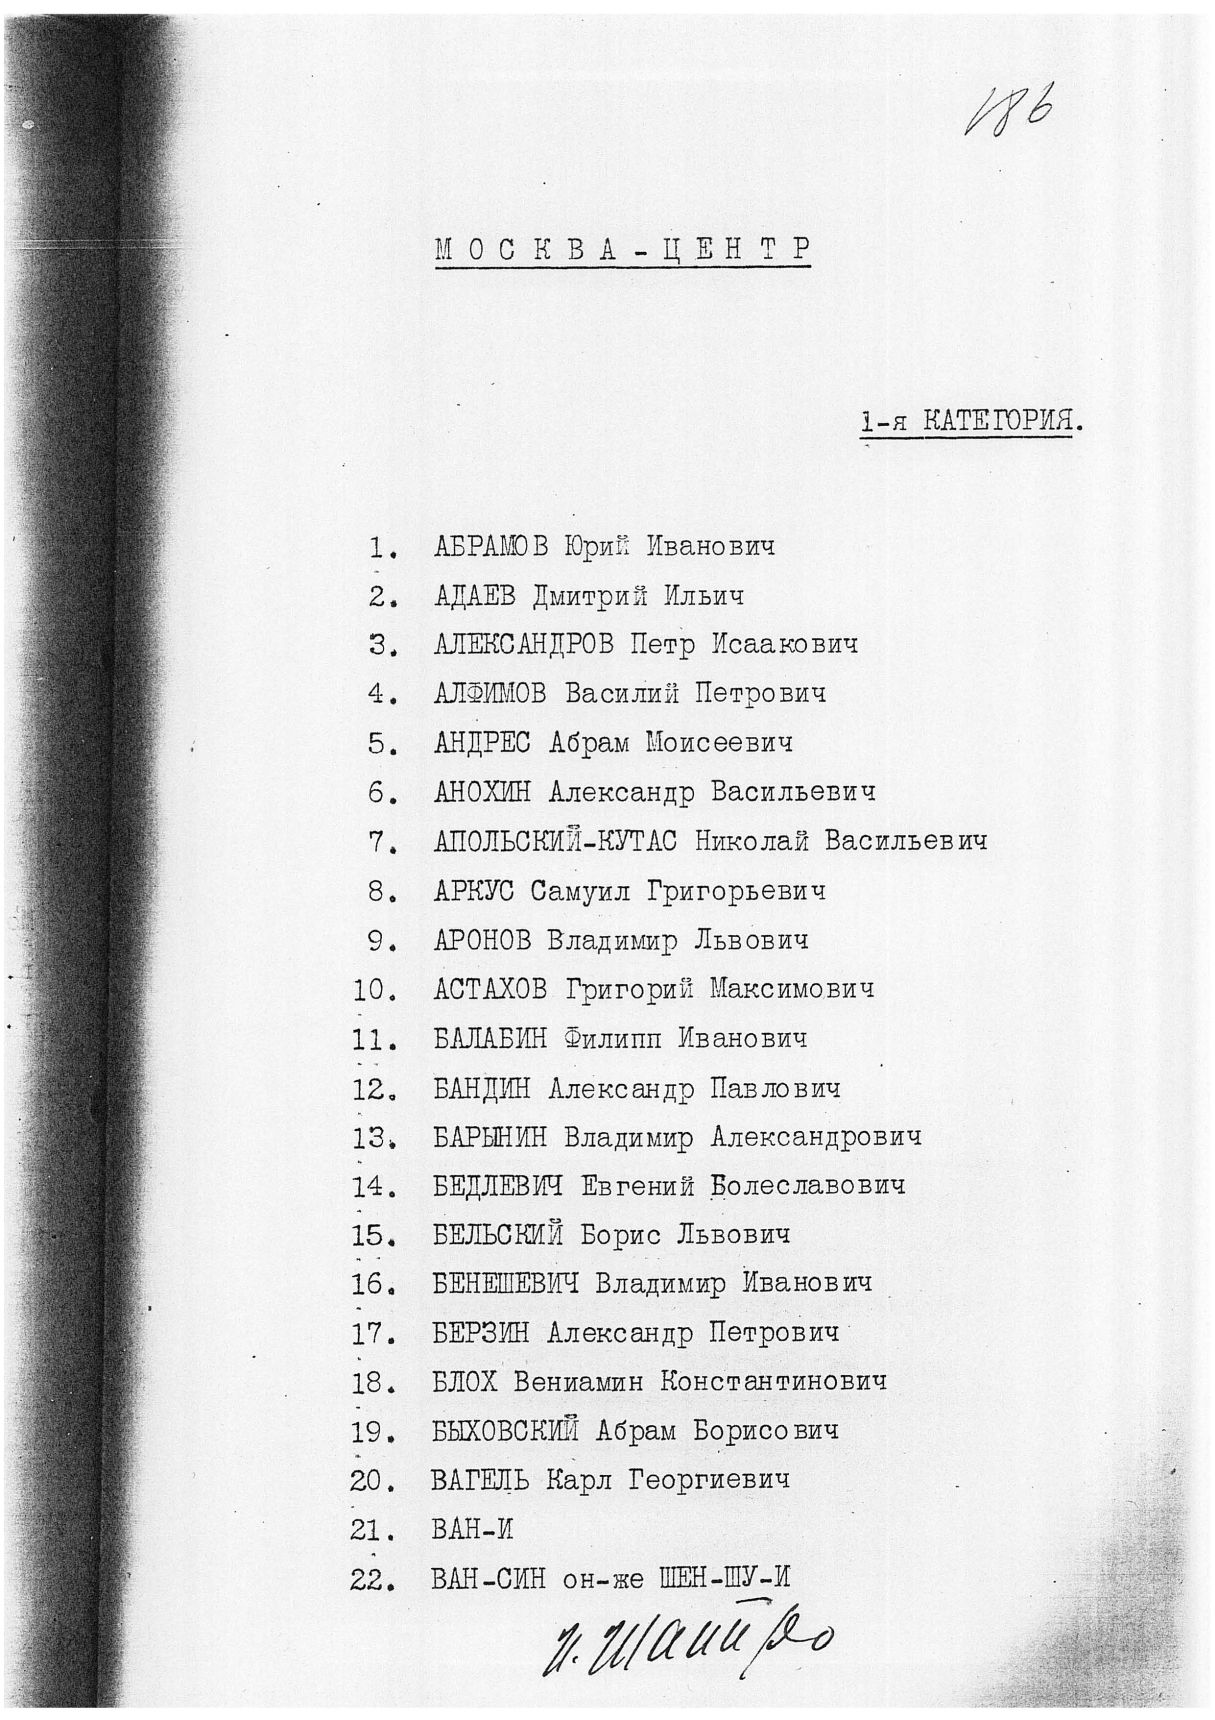 186
МОСКВА-ЦЕНТР
1-я КАТЕГОРИЯ.
1. АБРАМОВ Юрий Иванович
2. АДАЕВ Дмитрий Ильич
3. АЛЕКСАНДРОВ Петр Исаакович
4. АЛФИМОВ Василий Петрович
5. АНДРЕС Абрам Моисеевич
6. АНОХИН Александр Васильевич
7. АПОЛЬСКИЙ-КУТАС Николай Васильевич
8. АРКУС Самуил Григорьевич
9. АРОНОВ Владимир Львович
10. АСТАХОВ Григорий Максимович
11. БАЛАБИН Филипп Иванович
12. БАНДИН Александр Павлович
13. БАРЫНИН Владимир Александрович
14. БЕДЛЕВИЧ Евгений Болеславович
15. БЕЛЬСКИЙ Борис Львович
16. БЕНЕШЕВИЧ Владимир Иванович
17. БЕРЗИН Александр Петрович
18. БЛОХ Вениамин Константинович
19. БЫХОВСКИЙ Абрам Борисович
20. ВАГЕЛЬ Карл Георгиевич
21. ВАН-И
22. ВАН-СИН он-же ШЕН-ШУ-И
И. Шапиро